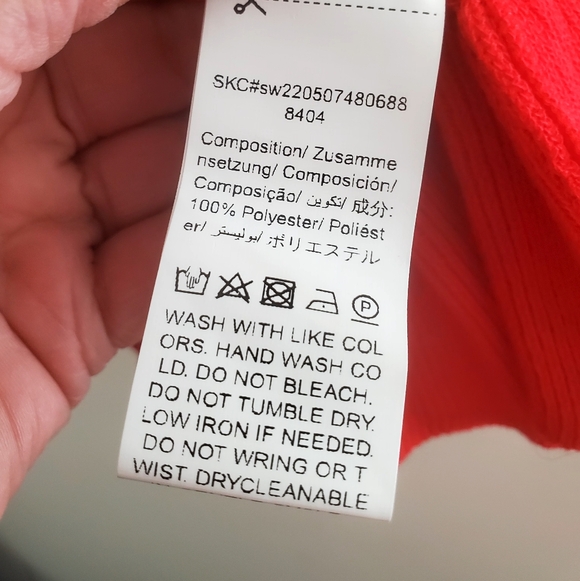 SKC#sw220507480688
8404
Composition/ Zusamme
nsetzung/ Composición/
Composição/ تكوين/ 成分:
100% Polyester/ Poliést
er/ بوليستر/ ポリエステル
WASH WITH LIKE COL
ORS. HAND WASH CO
LD. DO NOT BLEACH.
DO NOT TUMBLE DRY.
LOW IRON IF NEEDED.
DO NOT WRING OR T
WIST. DRYCLEANABLE